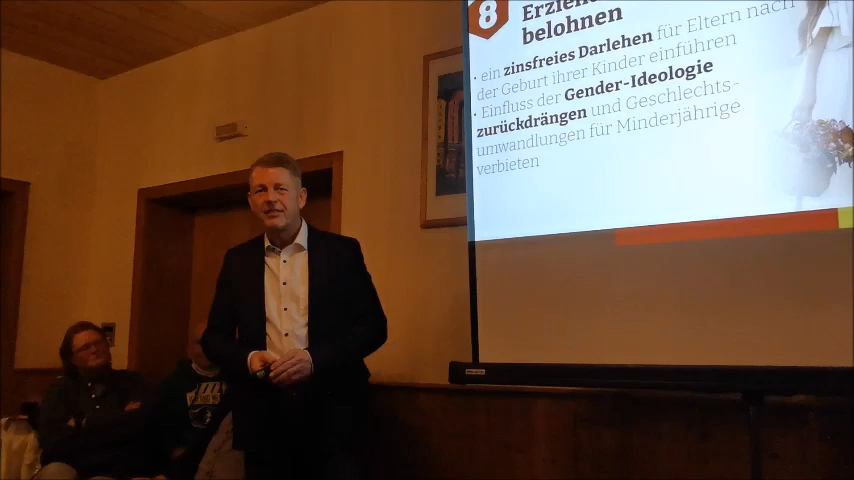 8
belohnen
• ein zinsfreies Darlehen für Eltern nach
der Geburt ihrer Kinder einführen
• Einfluss der Gender-Ideologie
zurückdrängen und Geschlechts-
umwandlungen für Minderjährige
verbieten